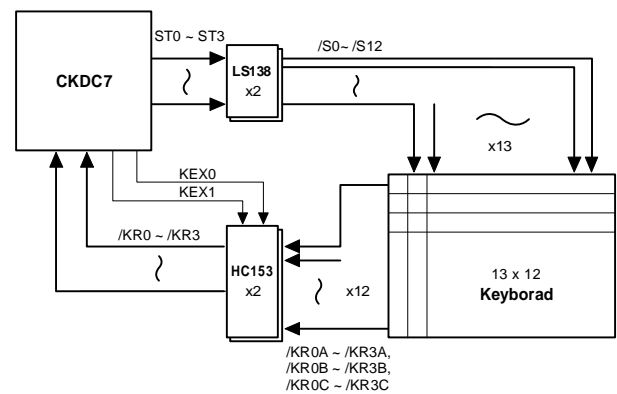 ST0 ~ ST3
/S0~ /S12
CKDC7
LS138
x2
x13
KEX0
KEX1
/KR0 ~ /KR3
HC153
x2
x12
13 x 12
Keyborad
/KR0A ~ /KR3A,
/KR0B ~ /KR3B,
/KR0C ~ /KR3C